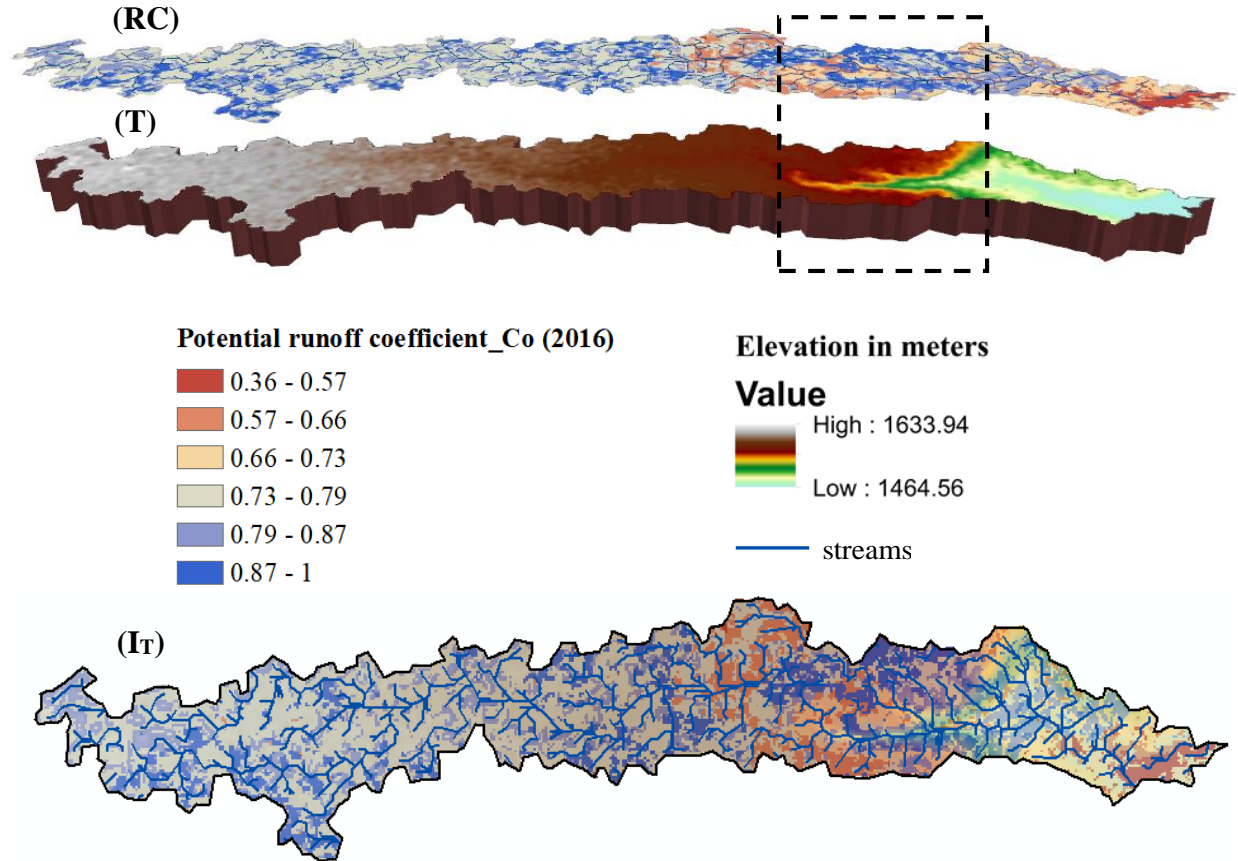 (RC)
(T)
Potential runoff coefficient_Co (2016)
0.36 - 0.57
0.57 - 0.66
0.66 - 0.73
0.73 - 0.79
0.79 - 0.87
0.87 - 1
Elevation in meters
Value
High : 1633.94
Low : 1464.56
streams
(IT)